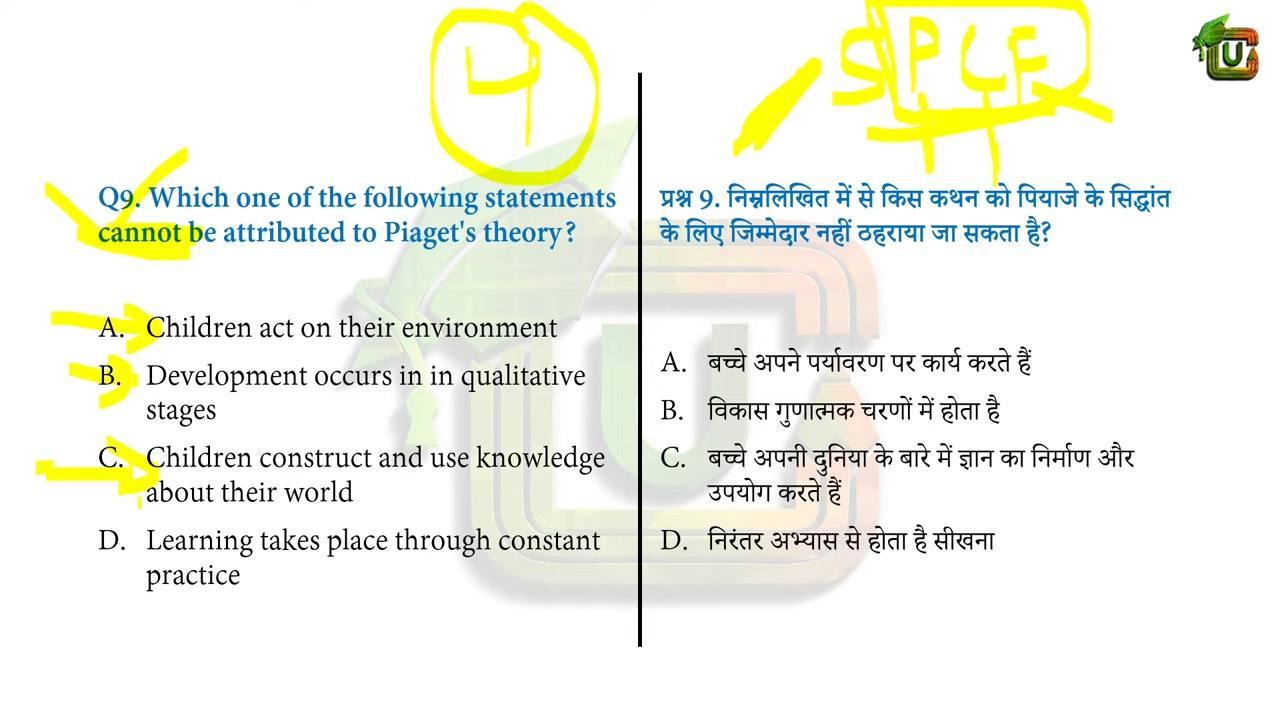 4
SPCF
U
Q9. Which one of the following statements
cannot be attributed to Piaget's theory?
A. Children act on their environment
B. Development occurs in in qualitative
stages
C. Children construct and use knowledge
about their world
D. Learning takes place through constant
practice
प्रश्न 9. निम्नलिखित में से किस कथन को पियाजे के सिद्धांत
के लिए जिम्मेदार नहीं ठहराया जा सकता है?
A. बच्चे अपने पर्यावरण पर कार्य करते हैं
B. विकास गुणात्मक चरणों में होता है
C. बच्चे अपनी दुनिया के बारे में ज्ञान का निर्माण और
उपयोग करते हैं
D. निरंतर अभ्यास से होता है सीखना